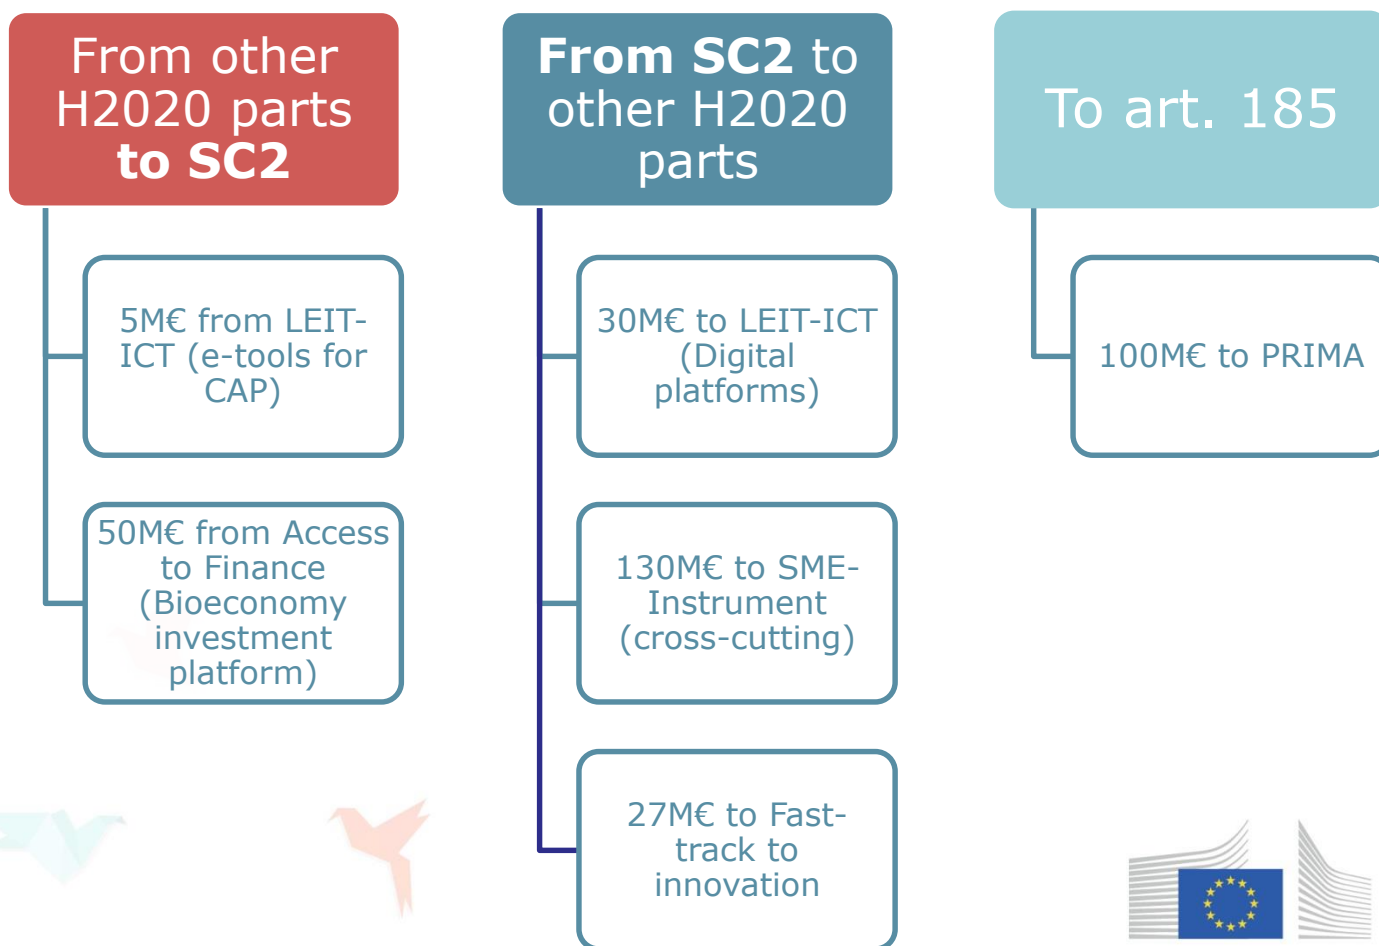 From other
H2020 parts
to SC2
5M€ from LEIT-
ICT (e-tools for
CAP)
50M€ from Access
to Finance
(Bioeconomy
investment
platform)
From SC2 to
other H2020
parts
30M€ to LEIT-ICT
(Digital
platforms)
130M€ to SME-
Instrument
(cross-cutting)
27M€ to Fast-
track to
innovation
To art. 185
100M€ to PRIMA